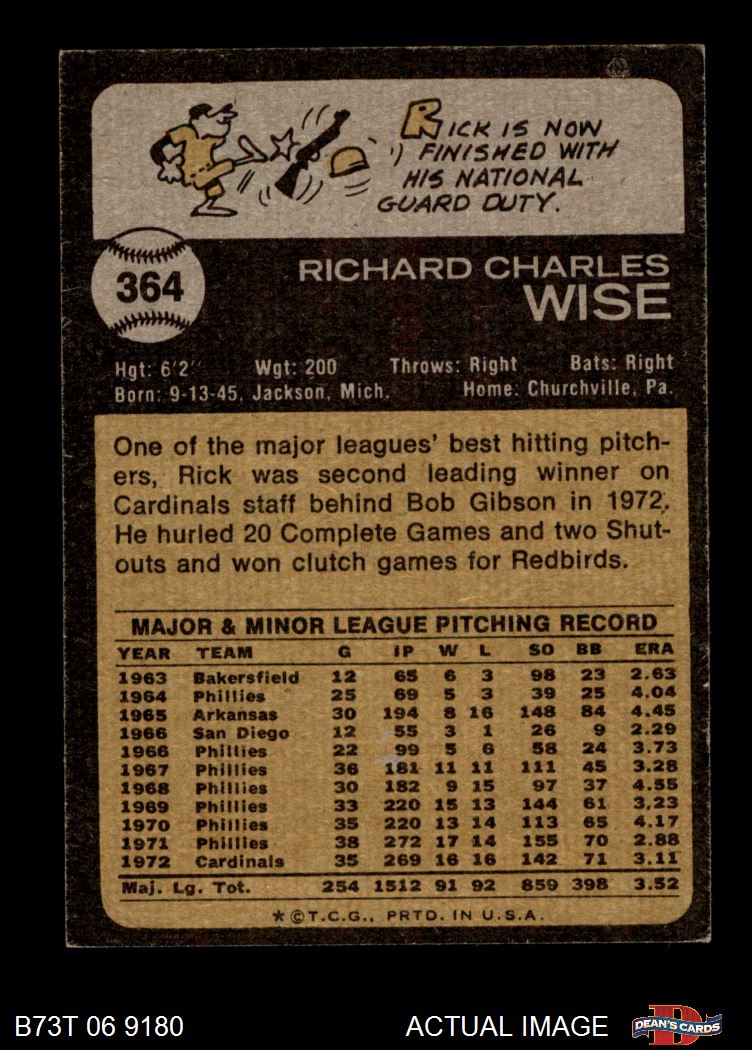 RICK IS NOW
FINISHED WITH
HIS NATIONAL
GUARD DUTY.
364
RICHARD CHARLES
WISE
Hgt: 6'2" Wgt: 200 Throws: Right Bats: Right
Born: 9-13-45, Jackson, Mich. Home: Churchville, Pa.
One of the major leagues' best hitting pitch-
ers, Rick was second leading winner on
Cardinals staff behind Bob Gibson in 1972.
He hurled 20 Complete Games and two Shut-
outs and won clutch games for Redbirds.
MAJOR & MINOR LEAGUE PITCHING RECORD
YEAR TEAM G IP W L SO BB ERA
1963 Bakersfield 12 65 6 3 98 23 2.63
1964 Phillies 25 69 5 3 39 25 4.04
1965 Arkansas 30 194 8 16 148 84 4.45
1966 San Diego 12 55 3 1 26 9 2.29
1966 Phillies 22 99 5 6 58 24 3.73
1967 Phillies 36 181 11 11 111 45 3.28
1968 Phillies 30 182 9 15 97 37 4.55
1969 Phillies 33 220 15 13 144 61 3.23
1970 Phillies 35 220 13 14 113 65 4.17
1971 Phillies 38 272 17 14 155 70 2.88
1972 Cardinals 35 269 16 16 142 71 3.11
Maj. Lg. Tot. 254 1512 91 92 859 398 3.52
*©T.C.G., PRTD. IN U.S.A.
B73T 06 9180 ACTUAL IMAGE DEAN'S CARDS